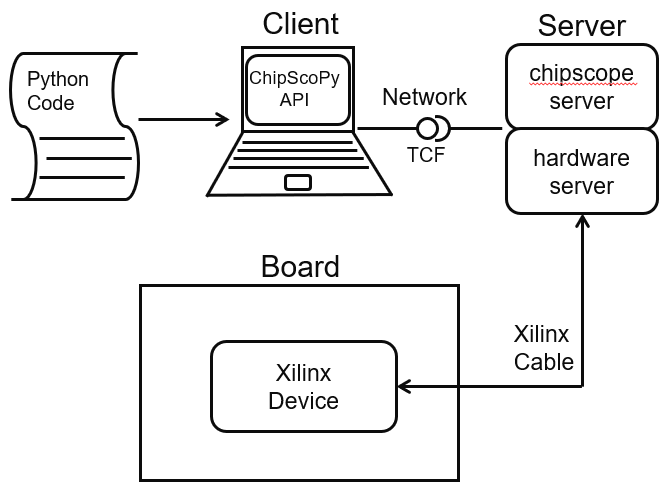 Client
Server
Python
Code
ChipScoPy
API
Network
TCF
chipscope
server
hardware
server
Board
Xilinx
Cable
Xilinx
Device